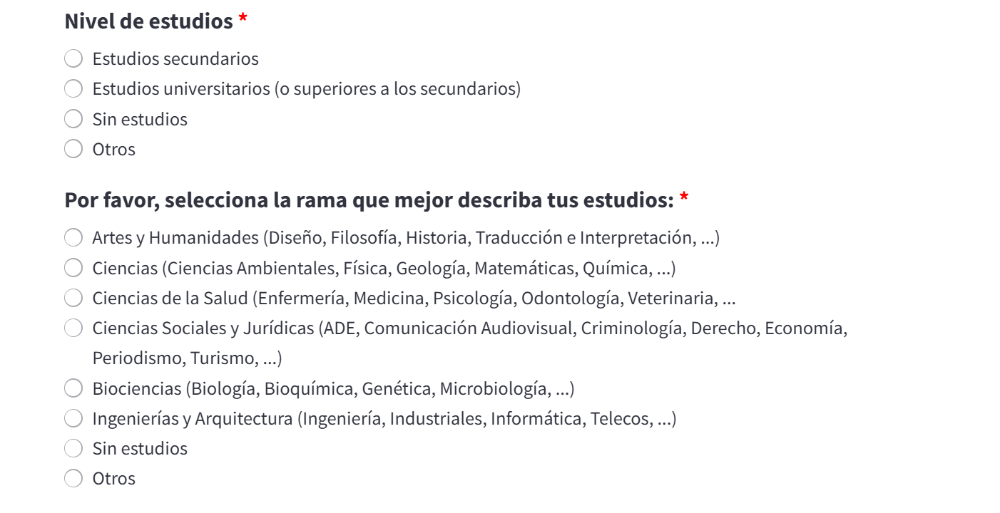 Nivel de estudios *
Estudios secundarios
Estudios universitarios (o superiores a los secundarios)
Sin estudios
Otros
Por favor, selecciona la rama que mejor describa tus estudios: *
Artes y Humanidades (Diseño, Filosofía, Historia, Traducción e Interpretación, ...)
Ciencias (Ciencias Ambientales, Física, Geología, Matemáticas, Química, ...)
Ciencias de la Salud (Enfermería, Medicina, Psicología, Odontología, Veterinaria, ...
Ciencias Sociales y Jurídicas (ADE, Comunicación Audiovisual, Criminología, Derecho, Economía,
Periodismo, Turismo, ...)
Biociencias (Biología, Bioquímica, Genética, Microbiología, ...)
Ingenierías y Arquitectura (Ingeniería, Industriales, Informática, Telecos, ...)
Sin estudios
Otros